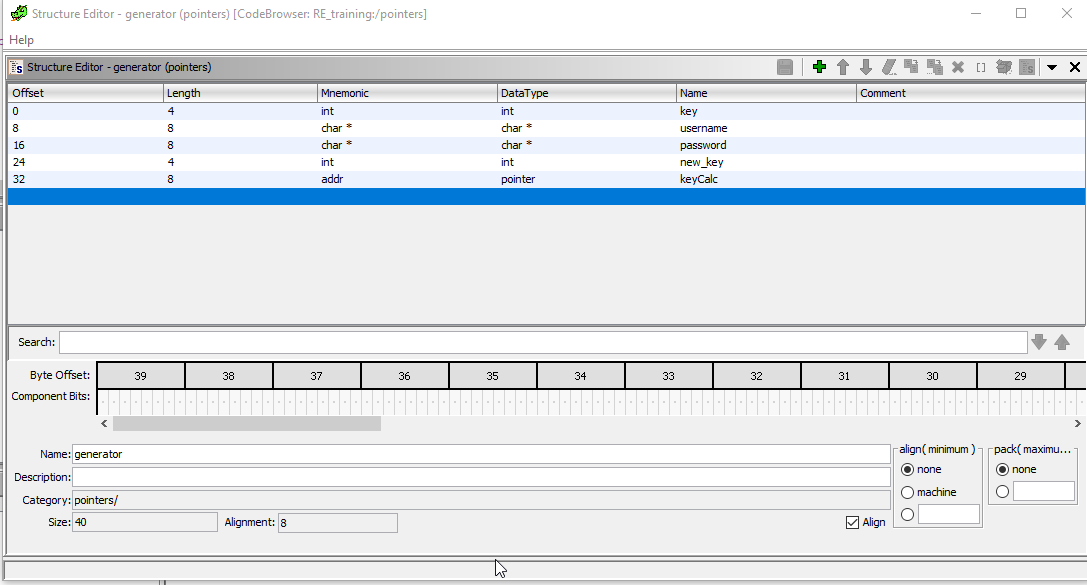 Structure Editor - generator (pointers) [CodeBrowser: RE_training:/pointers]
Help
Structure Editor - generator (pointers)
Offset Length Mnemonic DataType Name Comment
0 4 int int key
8 8 char * char * username
16 8 char * char * password
24 4 int int new_key
32 8 addr pointer keyCalc
Search:
Byte Offset: 39 38 37 36 35 34 33 32 31 30 29
Component Bits:
Name: generator
Description:
Category: pointers/
Size: 40 Alignment: 8
Align
align( minimum )
none
machine
pack( maximu...
none